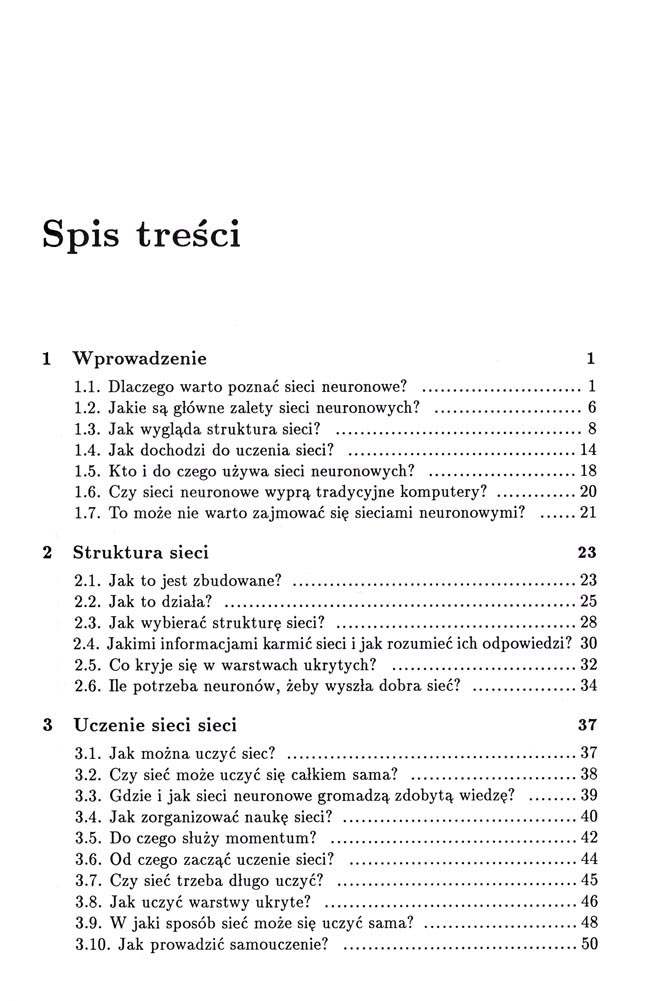 Spis treści
1 Wprowadzenie 1
1.1. Dlaczego warto poznać sieci neuronowe? .......................... 1
1.2. Jakie są główne zalety sieci neuronowych? ........................ 6
1.3. Jak wygląda struktura sieci? ........................................ 8
1.4. Jak dochodzi do uczenia sieci? ..................................... 14
1.5. Kto i do czego używa sieci neuronowych? ........................ 18
1.6. Czy sieci neuronowe wyprą tradycyjne komputery? ............. 20
1.7. To może nie warto zajmować się sieciami neuronowymi? ...... 21
2 Struktura sieci 23
2.1. Jak to jest zbudowane? .............................................. 23
2.2. Jak to działa? ......................................................... 25
2.3. Jak wybierać strukturę sieci? ....................................... 28
2.4. Jakimi informacjami karmić sieci i jak rozumieć ich odpowiedzi? 30
2.5. Co kryje się w warstwach ukrytych? .............................. 32
2.6. Ile potrzeba neuronów, żeby wyszła dobra sieć? ................. 34
3 Uczenie sieci sieci 37
3.1. Jak można uczyć siec? ............................................... 37
3.2. Czy sieć może uczyć się całkiem sama? ........................... 38
3.3. Gdzie i jak sieci neuronowe gromadzą zdobytą wiedzę? ........ 39
3.4. Jak zorganizować naukę sieci? ...................................... 40
3.5. Do czego służy momentum? ........................................ 42
3.6. Od czego zacząć uczenie sieci? ..................................... 44
3.7. Czy sieć trzeba długo uczyć? ....................................... 45
3.8. Jak uczyć warstwy ukryte? ......................................... 46
3.9. W jaki sposób sieć może się uczyć sama? ......................... 48
3.10. Jak prowadzić samouczenie? ...................................... 50